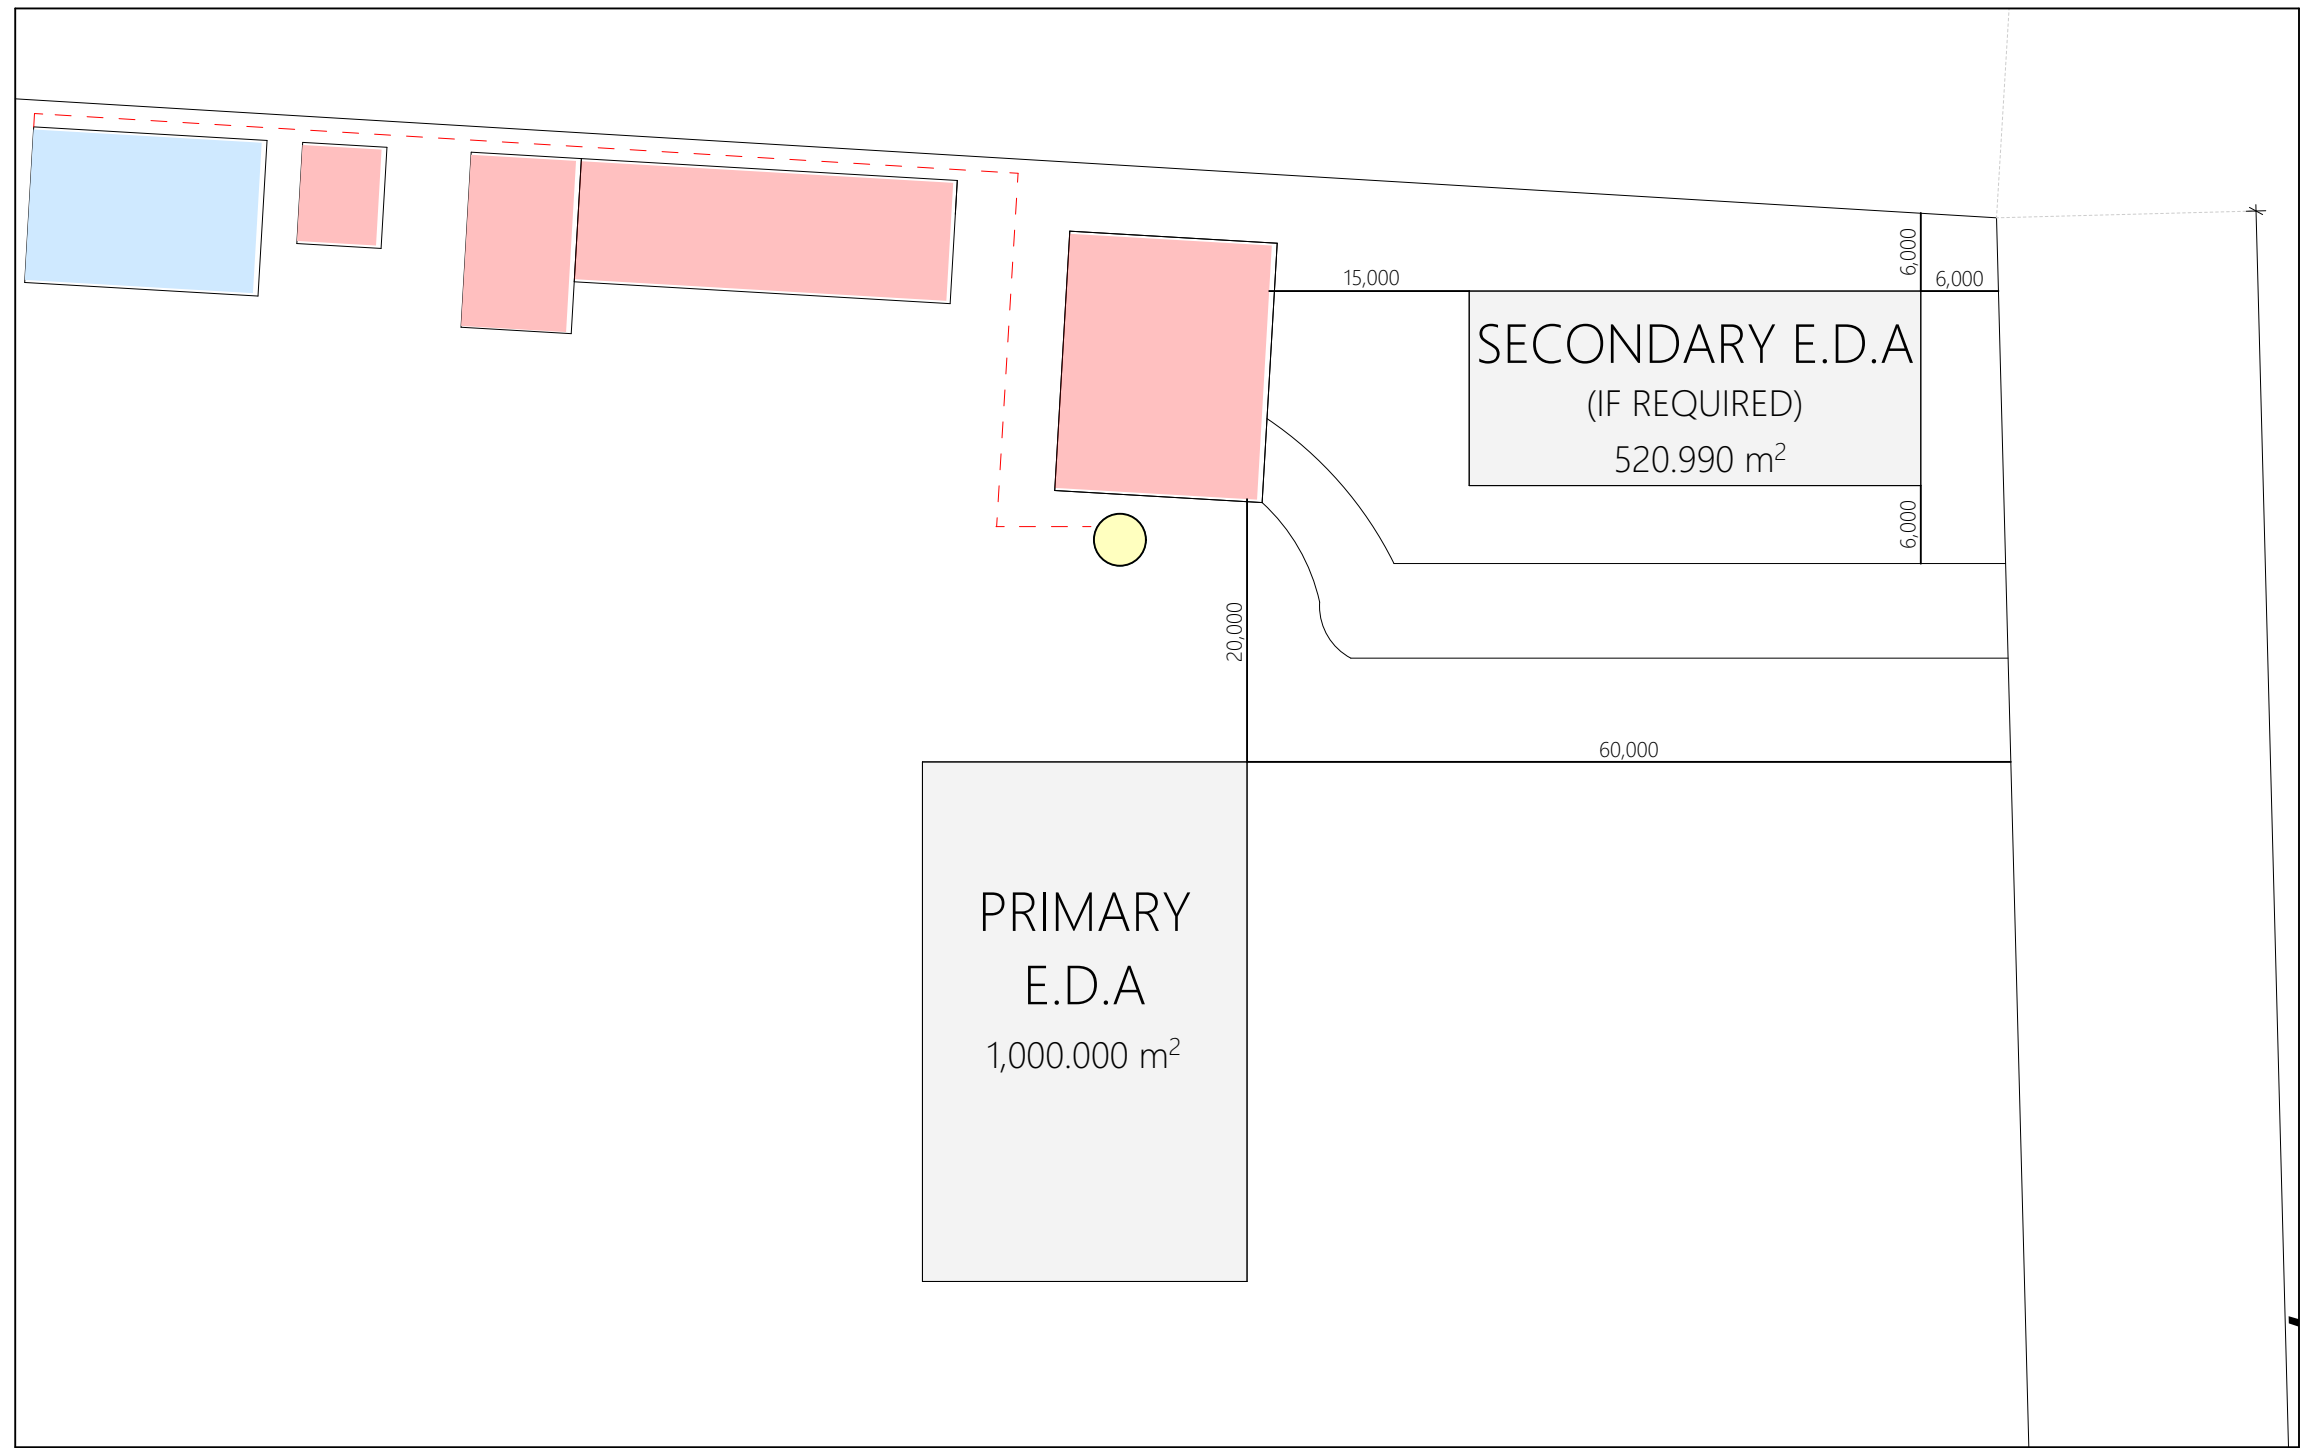 6,000
15,000
6,000
SECONDARY E.D.A
(IF REQUIRED)
520.990 m²
6,000
20,000
60,000
PRIMARY
E.D.A
1,000.000 m²